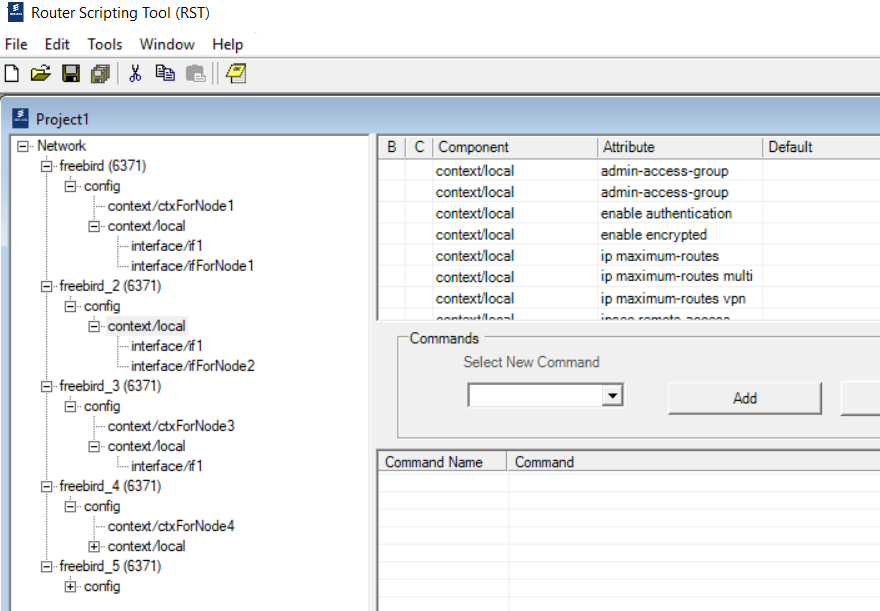 Router Scripting Tool (RST)
File Edit Tools Window Help
Project1
Network
freebird (6371)
config
context/ctxForNode1
context/local
interface/if1
interface/ifForNode1
freebird_2 (6371)
config
context/local
interface/if1
interface/ifForNode2
freebird_3 (6371)
config
context/ctxForNode3
context/local
interface/if1
freebird_4 (6371)
config
context/ctxForNode4
context/local
freebird_5 (6371)
config
B C Component Attribute Default
context/local admin-access-group
context/local admin-access-group
context/local enable authentication
context/local enable encrypted
context/local ip maximum-routes
context/local ip maximum-routes multi
context/local ip maximum-routes vpn
context/local
Commands
Select New Command
Add
Command Name Command